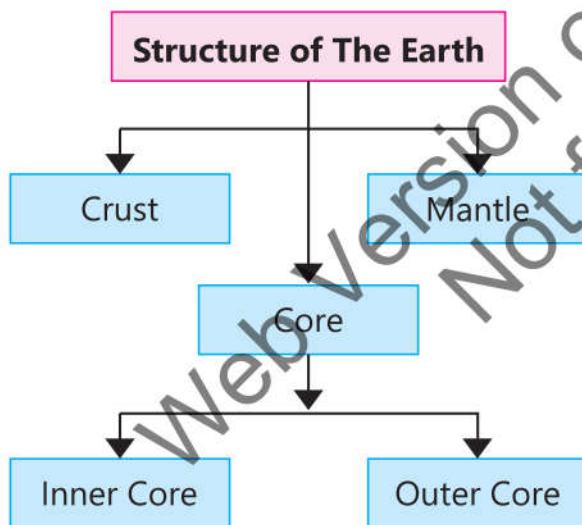 Structure of The Earth
Crust
Mantle
Core
Inner Core
Outer Core
Web Version
Not